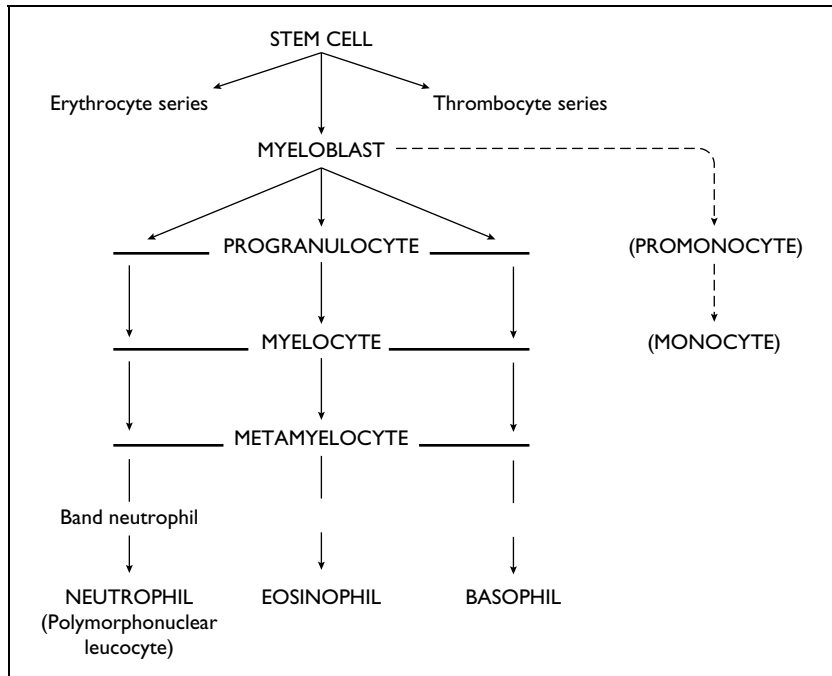 STEM CELL
Erythrocyte series
Thrombocyte series
MYELOBLAST
PROGRANULOCYTE
(PROMONOCYTE)
MYELOCYTE
(MONOCYTE)
METAMYELOCYTE
Band neutrophil
NEUTROPHIL
(Polymorphonuclear
leucocyte)
EOSINOPHIL
BASOPHIL